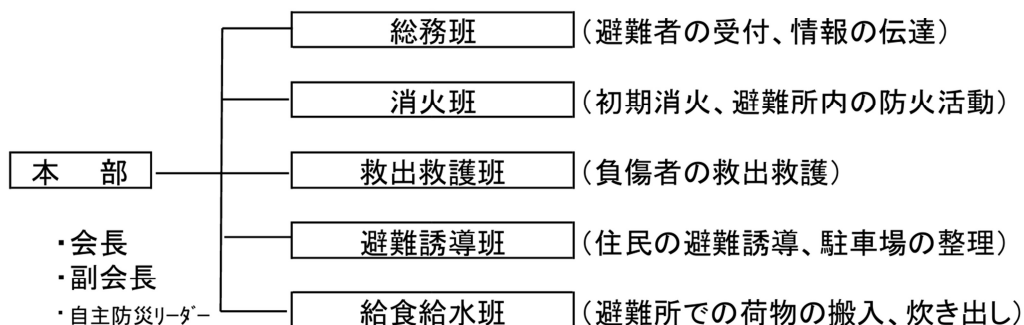 総務班 (避難者の受付、情報の伝達)
消火班 (初期消火、避難所内の防火活動)
本　部 救出救護班 (負傷者の救出救護)
避難誘導班 (住民の避難誘導、駐車場の整理)
・会長
・副会長
・自主防災ﾘｰﾀﾞｰ
給食給水班 (避難所での荷物の搬入、炊き出し)